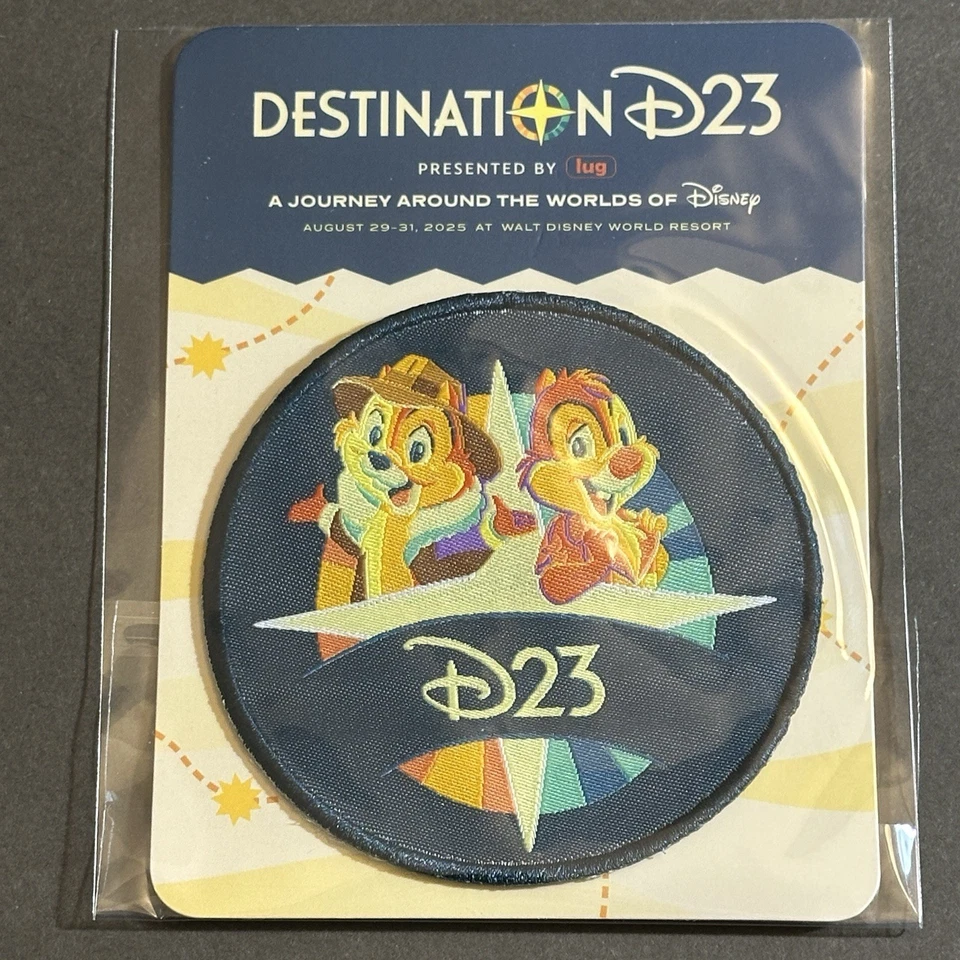 DESTINATION D23
PRESENTED BY lug
A JOURNEY AROUND THE WORLDS OF Disney
AUGUST 29-31, 2025 AT WALT DISNEY WORLD RESORT
D23